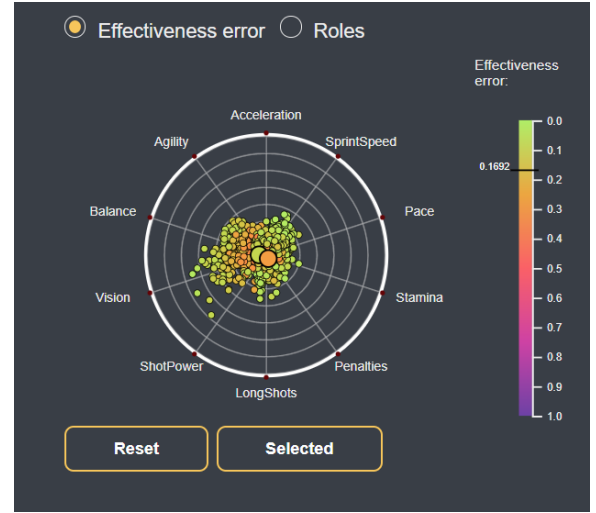 Effectiveness error
Roles
Effectiveness
error:
Acceleration
Agility
SprintSpeed
Balance
Pace
Vision
Stamina
ShotPower
Penalties
LongShots
0.0
0.1
0.1692
0.2
0.3
0.4
0.5
0.6
0.7
0.8
0.9
1.0
Reset
Selected